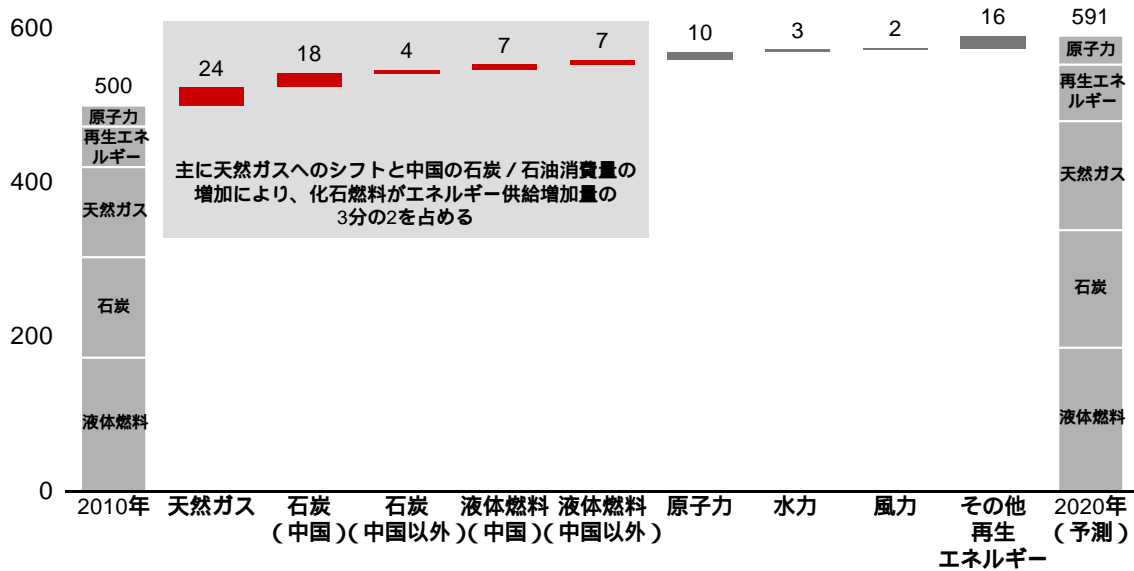 600
400
200
0
500
原子力
再生エネ
ルギー
天然ガス
石炭
液体燃料
24
18
4
7
7
10
3
2
16
591
原子力
再生エネ
ルギー
天然ガス
石炭
液体燃料
主に天然ガスへのシフトと中国の石炭/石油消費量の
増加により、化石燃料がエネルギー供給増加量の
3分の2を占める
2010年
天然ガス
石炭
(中国)
石炭
(中国以外)
液体燃料
(中国)
液体燃料
(中国以外)
原子力
水力
風力
その他
再生
エネルギー
2020年
(予測)